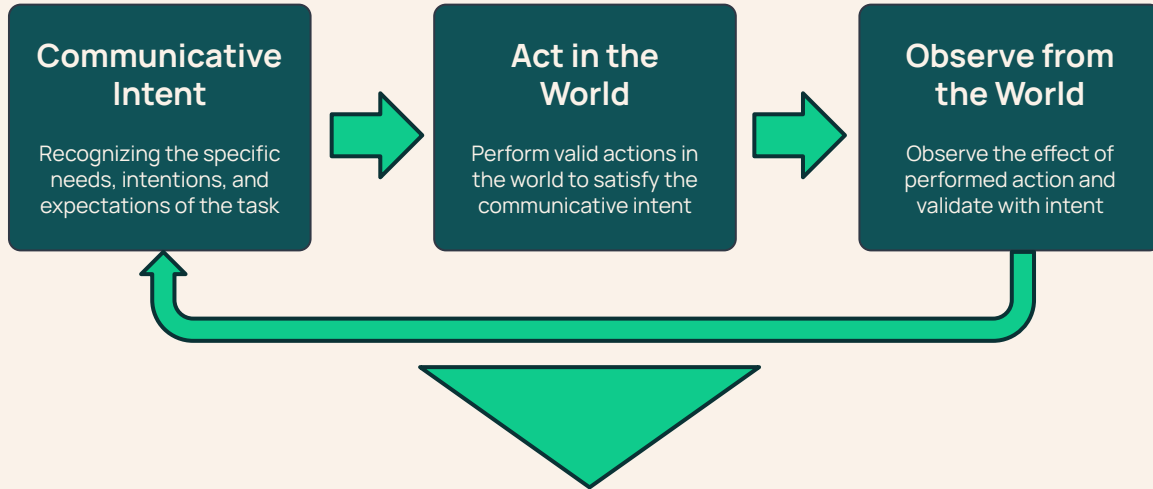 Communicative
Intent
Recognizing the specific
needs, intentions, and
expectations of the task
Act in the
World
Perform valid actions in
the world to satisfy the
communicative intent
Observe from
the World
Observe the effect of
performed action and
validate with intent